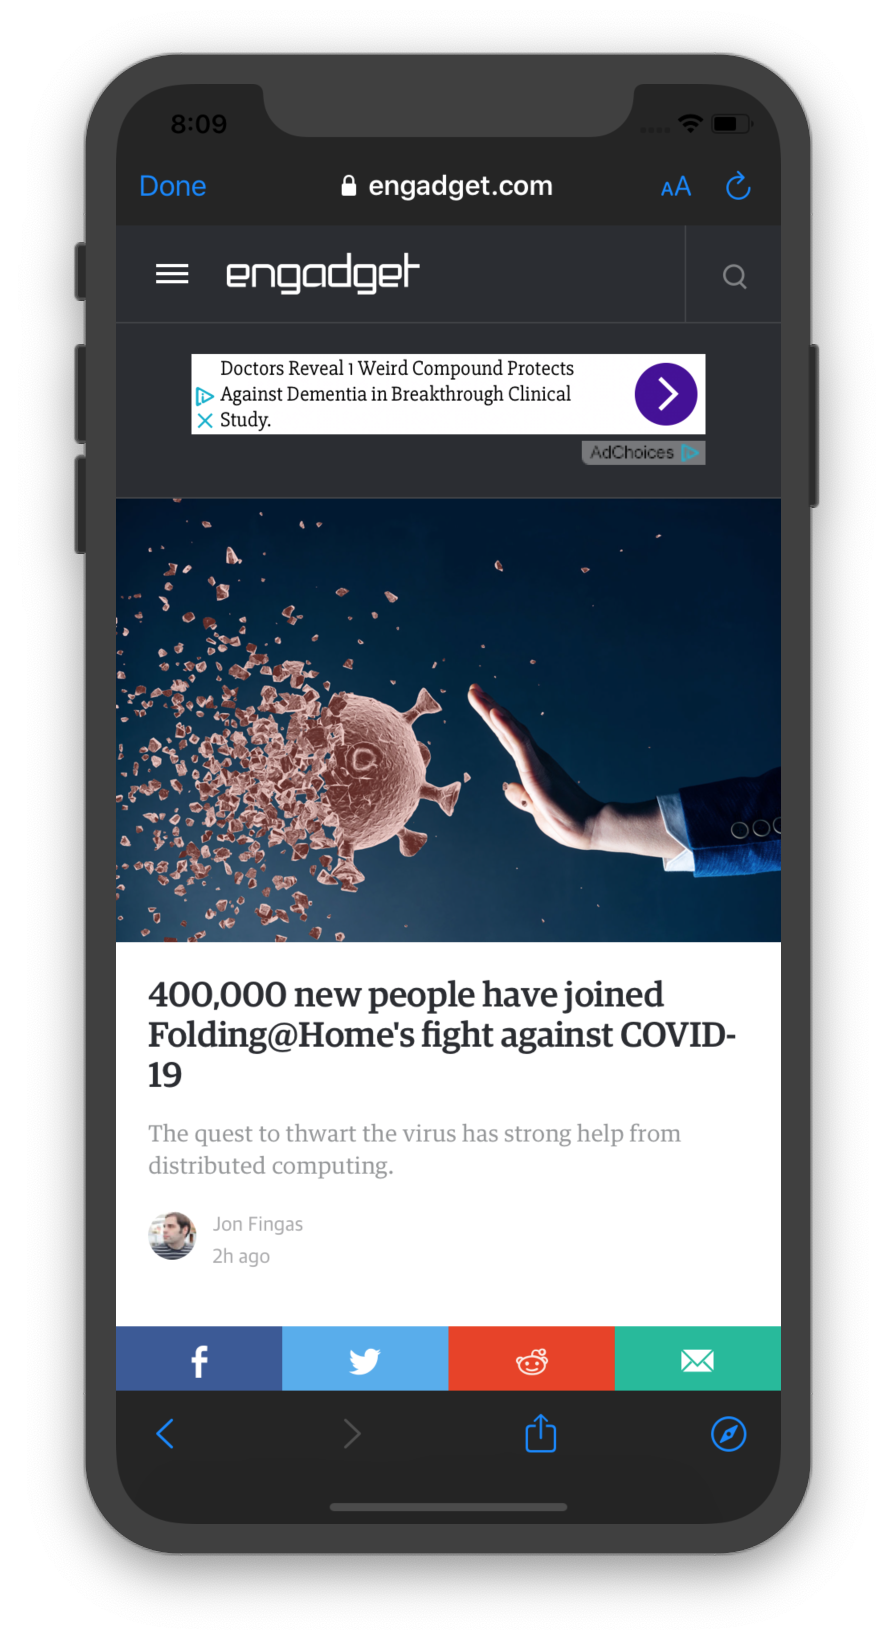 8:09
Done
engadget.com
AA
engadget
Doctors Reveal 1 Weird Compound Protects
Against Dementia in Breakthrough Clinical
Study.
AdChoices
400,000 new people have joined
Folding@Home's fight against COVID-
19
The quest to thwart the virus has strong help from
distributed computing.
Jon Fingas
2h ago